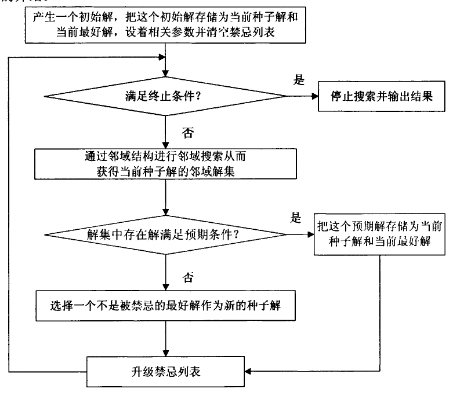 产生一个初始解，把这个初始解存储为当前种子解和
当前最好解，设着相关参数并清空禁忌列表
满足终止条件？
是
停止搜索并输出结果
否
通过邻域结构进行邻域搜索从而
获得当前种子解的邻域解集
解集中存在解满足预期条件？
是
把这个预期解存储为当前
种子解和当前最好解
否
选择一个不是被禁忌的最好解作为新的种子解
升级禁忌列表